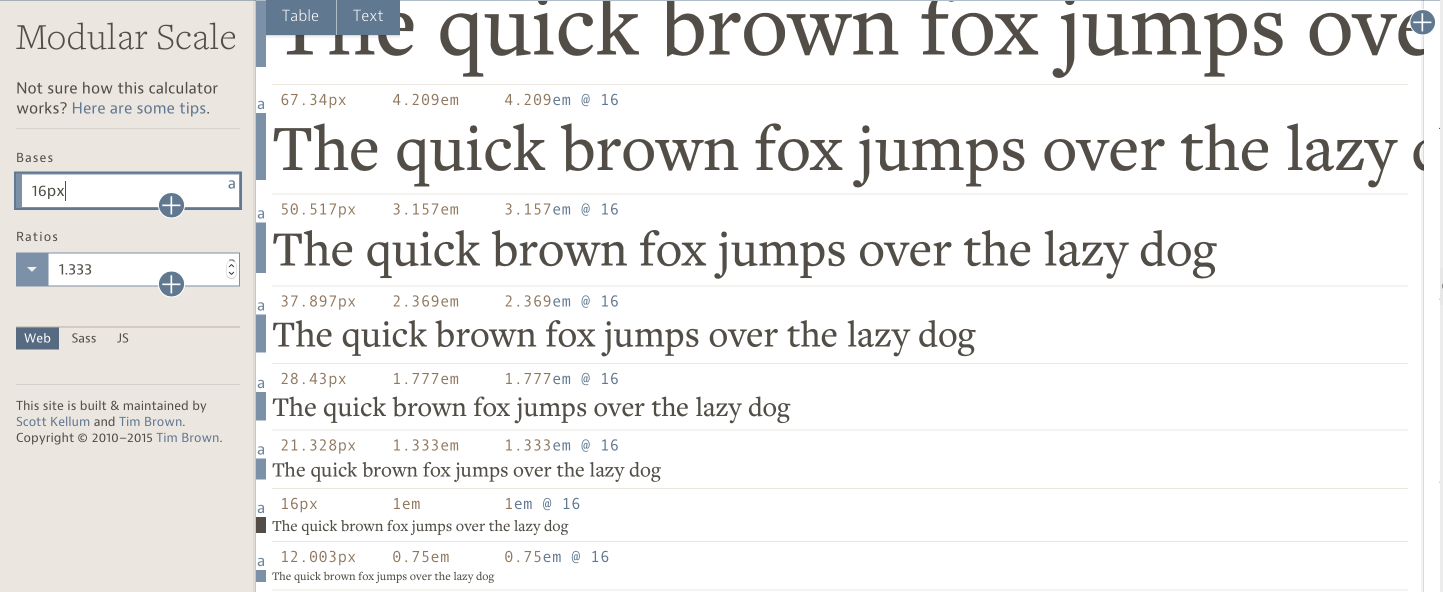 Modular Scale
Not sure how this calculator
works? Here are some tips.
Bases
16px
a
Ratios
1.333
Web Sass JS
This site is built & maintained by
Scott Kellum and Tim Brown.
Copyright © 2010–2015 Tim Brown.
Table Text
The quick brown fox jumps ove
a 67.34px 4.209em 4.209em @ 16
The quick brown fox jumps over the lazy
a 50.517px 3.157em 3.157em @ 16
The quick brown fox jumps over the lazy dog
a 37.897px 2.369em 2.369em @ 16
The quick brown fox jumps over the lazy dog
a 28.43px 1.777em 1.777em @ 16
The quick brown fox jumps over the lazy dog
a 21.328px 1.333em 1.333em @ 16
The quick brown fox jumps over the lazy dog
a 16px 1em 1em @ 16
The quick brown fox jumps over the lazy dog
a 12.003px 0.75em 0.75em @ 16
The quick brown fox jumps over the lazy dog